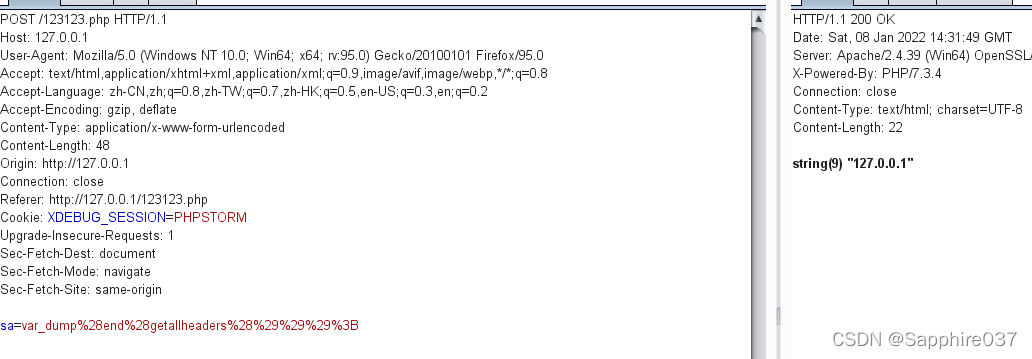 POST /123123.php HTTP/1.1
Host: 127.0.0.1
User-Agent: Mozilla/5.0 (Windows NT 10.0; Win64; x64; rv:95.0) Gecko/20100101 Firefox/95.0
Accept: text/html,application/xhtml+xml,application/xml;q=0.9,image/avif,image/webp,*/*;q=0.8
Accept-Language: zh-CN,zh;q=0.8,zh-TW;q=0.7,zh-HK;q=0.5,en-US;q=0.3,en;q=0.2
Accept-Encoding: gzip, deflate
Content-Type: application/x-www-form-urlencoded
Content-Length: 48
Origin: http://127.0.0.1
Connection: close
Referer: http://127.0.0.1/123123.php
Cookie: XDEBUG_SESSION=PHPSTORM
Upgrade-Insecure-Requests: 1
Sec-Fetch-Dest: document
Sec-Fetch-Mode: navigate
Sec-Fetch-Site: same-origin
sa=var_dump%28end%28getallheaders%28%29%29%29%3B
HTTP/1.1 200 OK
Date: Sat, 08 Jan 2022 14:31:49 GMT
Server: Apache/2.4.39 (Win64) OpenSSL/
X-Powered-By: PHP/7.3.4
Connection: close
Content-Type: text/html; charset=UTF-8
Content-Length: 22
string(9) "127.0.0.1"
CSDN @Sapphire037